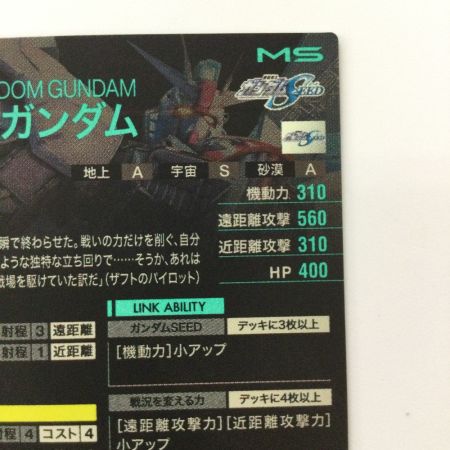 MS
DOM GUNDAM
ガンダム
SEED
地上 A 宇宙 S 砂漠 A
機動力 310
遠距離攻撃 560
近距離攻撃 310
HP 400
瞬で終わらせた。戦いの力だけを削ぐ、自分
ような独特な立ち回りで……そうか、あれは
戦場を駆けていた訳だ」(ザフトのパイロット)
LINK ABILITY
射程 3 遠距離
ガンダムSEED デッキに3枚以上
射程 1 近距離
[機動力]小アップ
戦況を変える力 デッキに4枚以上
射程 4 コスト 4
[遠距離攻撃力][近距離攻撃力]
小アップ